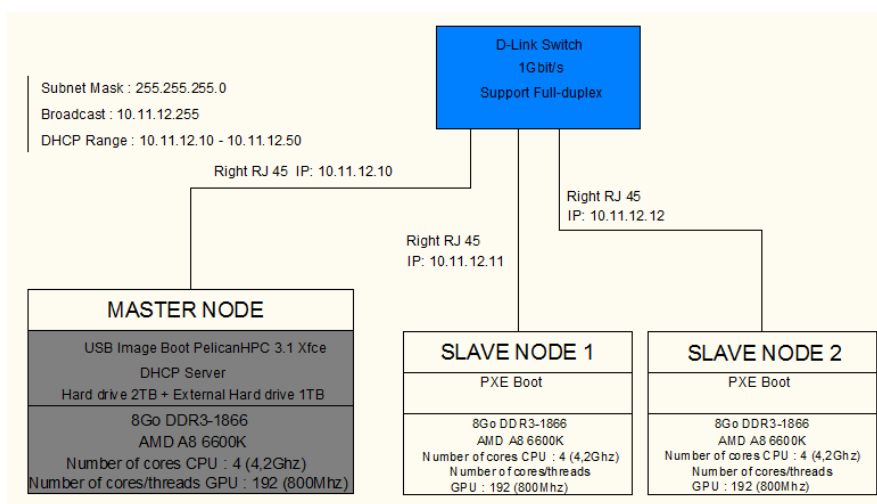 D-Link Switch
1Gbit/s
Support Full-duplex
Subnet Mask : 255.255.255.0
Broadcast : 10.11.12.255
DHCP Range : 10.11.12.10 - 10.11.12.50
Right RJ 45 IP: 10.11.12.10
Right RJ 45
IP: 10.11.12.11
Right RJ 45
IP: 10.11.12.12
MASTER NODE
USB Image Boot PelicanHPC 3.1 Xfce
DHCP Server
Hard drive 2TB + External Hard drive 1TB
8Go DDR3-1866
AMD A8 6600K
Number of cores CPU : 4 (4,2Ghz)
Number of cores/threads GPU : 192 (800Mhz)
SLAVE NODE 1
PXE Boot
8Go DDR3-1866
AMD A8 6600K
Number of cores CPU : 4 (4,2Ghz)
Number of cores/threads
GPU : 192 (800Mhz)
SLAVE NODE 2
PXE Boot
8Go DDR3-1866
AMD A8 6600K
Number of cores CPU : 4 (4,2Ghz)
Number of cores/threads
GPU : 192 (800Mhz)